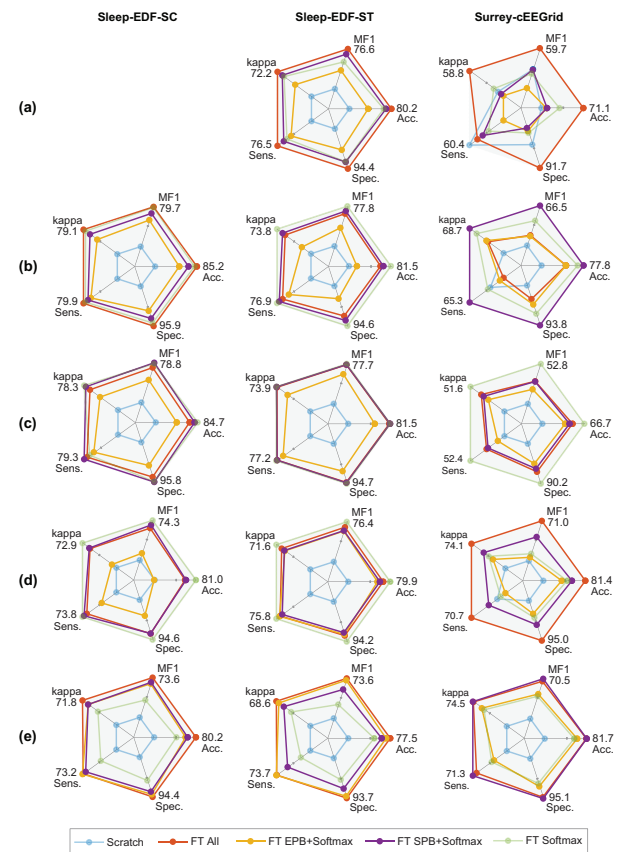 Sleep-EDF-SC Sleep-EDF-ST Surrey-cEEGrid
(a)
MF1
76.6
kappa
72.2
80.2
Acc.
76.5
Sens.
94.4
Spec.
MF1
59.7
kappa
58.8
71.1
Acc.
60.4
Sens.
91.7
Spec.
(b)
MF1
79.7
kappa
79.1
85.2
Acc.
79.9
Sens.
95.9
Spec.
MF1
77.8
kappa
73.8
81.5
Acc.
76.9
Sens.
94.6
Spec.
MF1
66.5
kappa
68.7
77.8
Acc.
65.3
Sens.
93.8
Spec.
(c)
MF1
78.8
kappa
78.3
84.7
Acc.
79.3
Sens.
95.8
Spec.
MF1
77.7
kappa
73.9
81.5
Acc.
77.2
Sens.
94.7
Spec.
MF1
52.8
kappa
51.6
66.7
Acc.
52.4
Sens.
90.2
Spec.
(d)
MF1
74.3
kappa
72.9
81.0
Acc.
73.8
Sens.
94.6
Spec.
MF1
76.4
kappa
71.6
79.9
Acc.
75.8
Sens.
94.2
Spec.
MF1
71.0
kappa
74.1
81.4
Acc.
70.7
Sens.
95.0
Spec.
(e)
MF1
73.6
kappa
71.8
80.2
Acc.
73.2
Sens.
94.4
Spec.
MF1
73.6
kappa
68.6
77.5
Acc.
73.7
Sens.
93.7
Spec.
MF1
70.5
kappa
74.5
81.7
Acc.
71.3
Sens.
95.1
Spec.
Scratch FT All FT EPB+Softmax FT SPB+Softmax FT Softmax